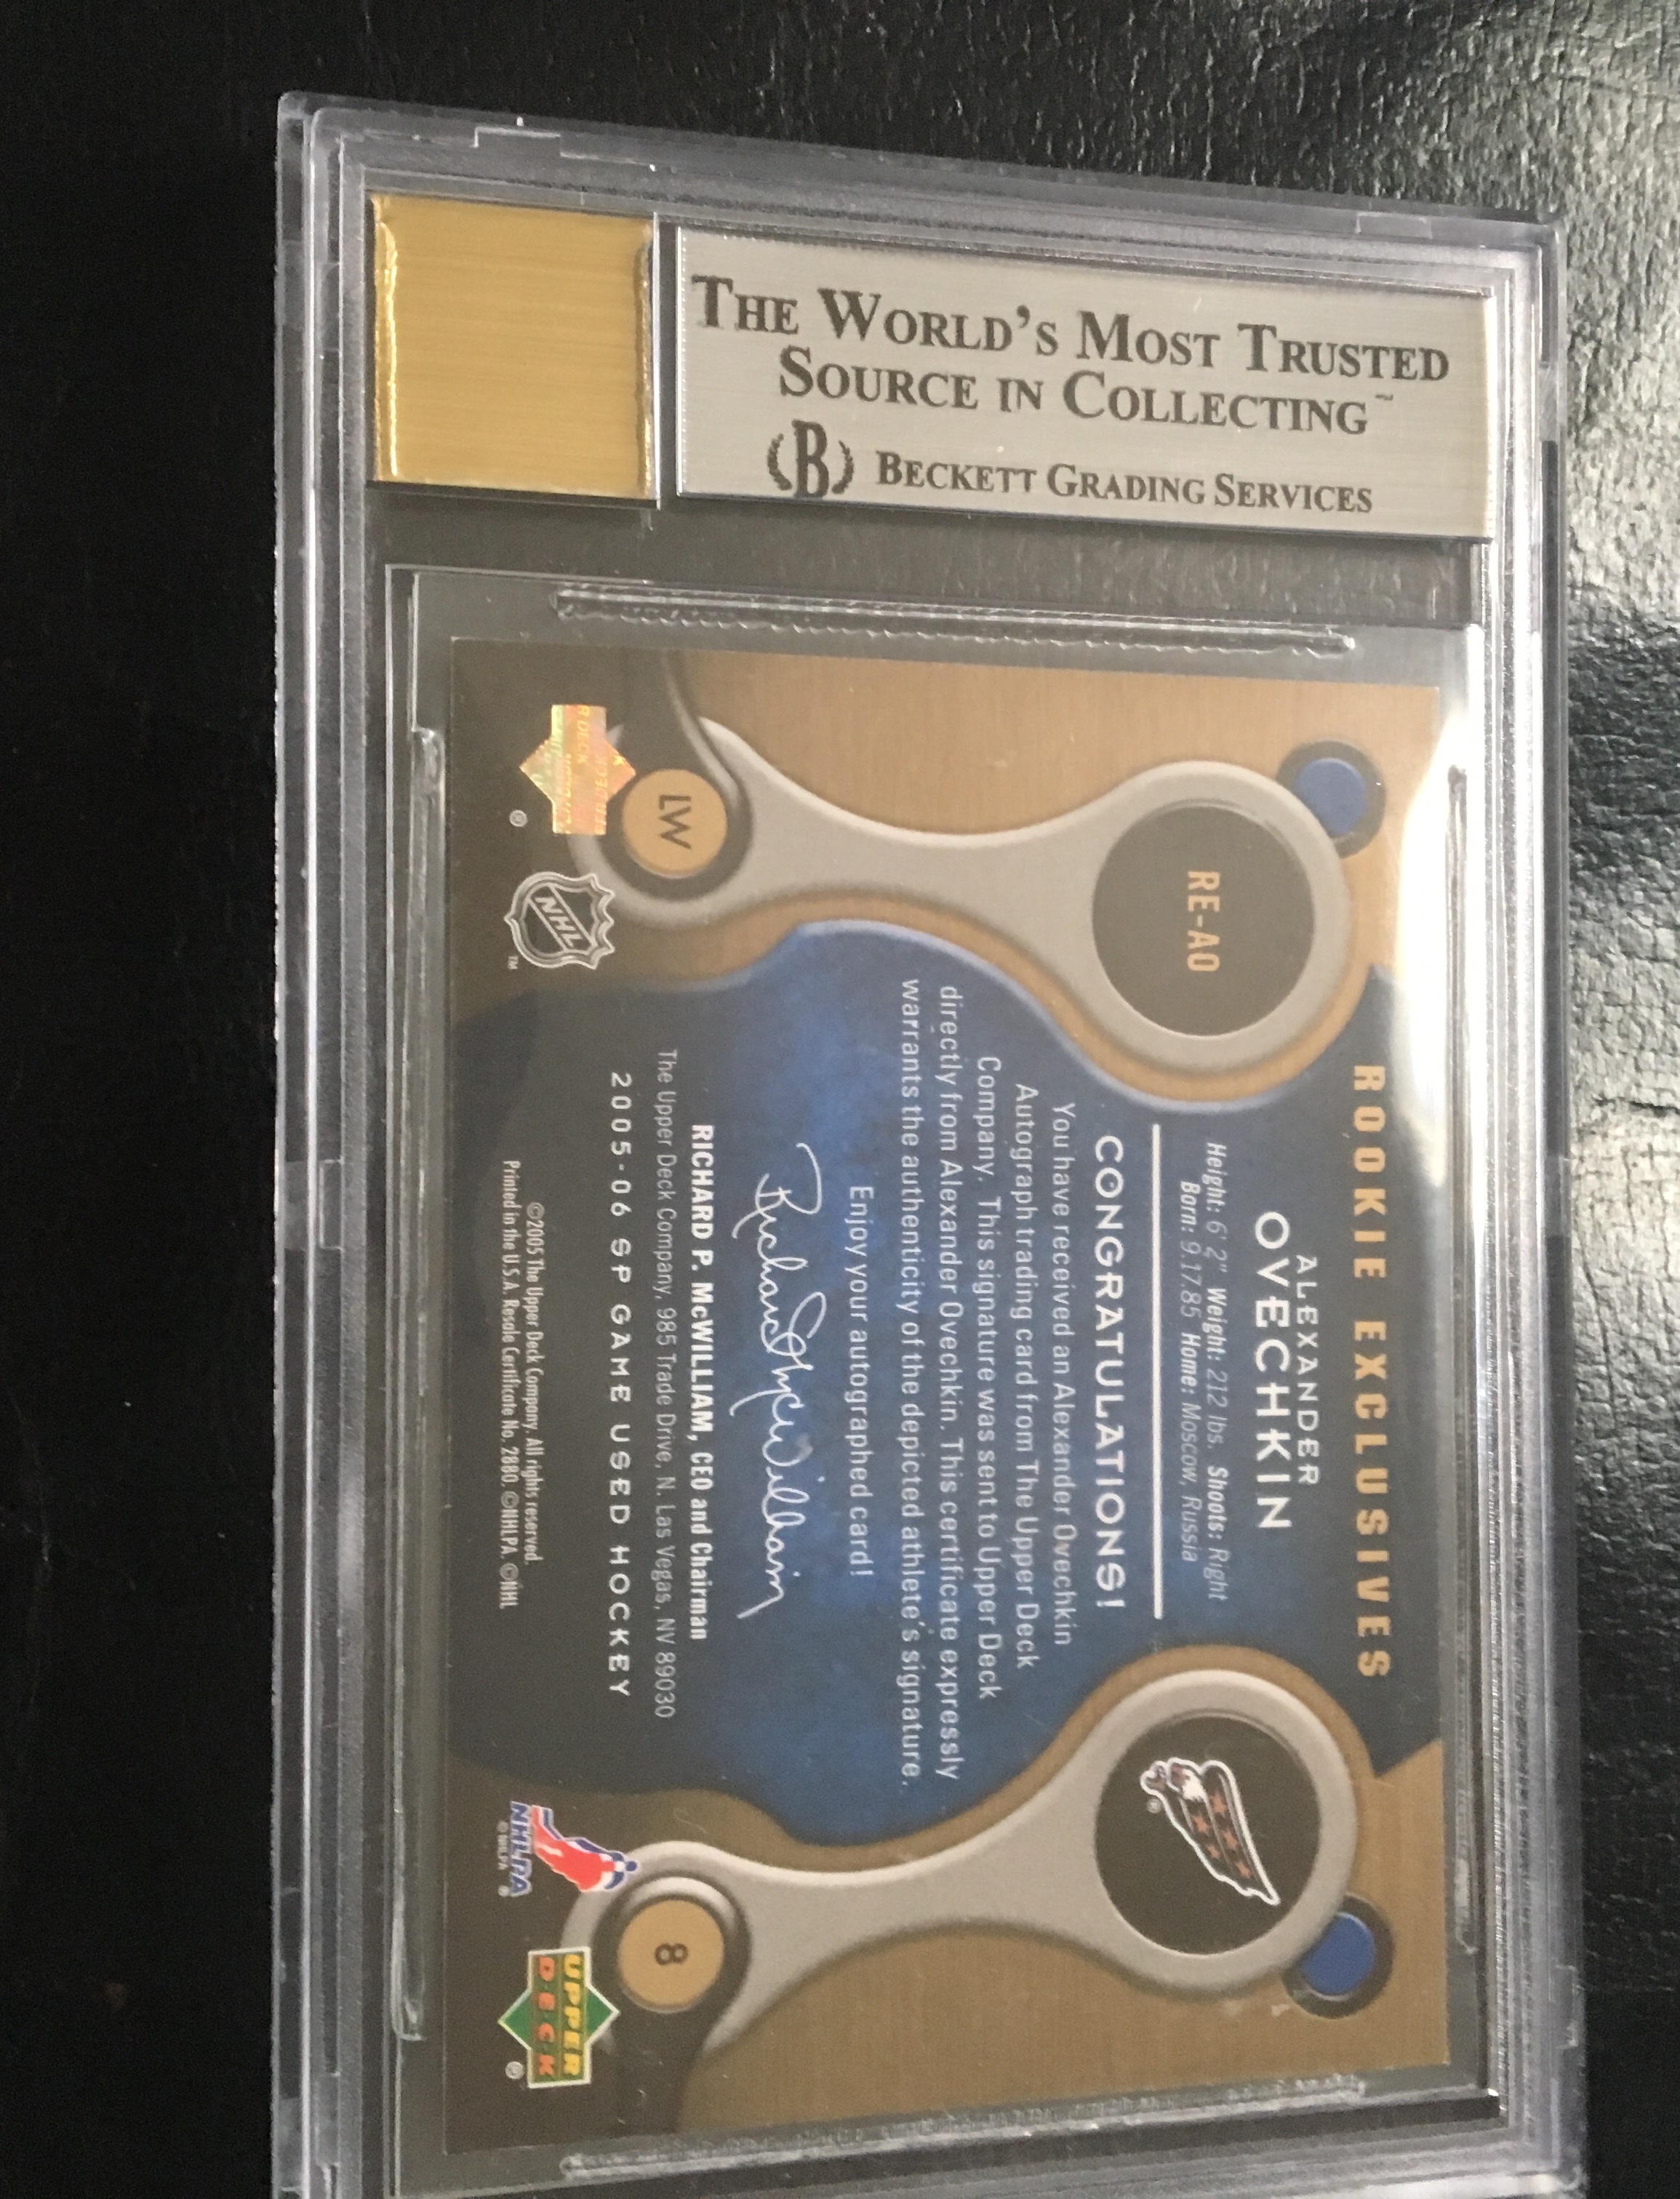 THE WORLD'S MOST TRUSTED
SOURCE IN COLLECTING™
B BECKETT GRADING SERVICES
ROOKIE EXCLUSIVES
RE-AO
ALEXANDER
OVECHKIN
Height: 6' 2" Weight: 212 lbs. Shoots: Right
Born: 9.17.85 Home: Moscow, Russia
CONGRATULATIONS!
You have received an Alexander Ovechkin
Autograph trading card from The Upper Deck
Company. This signature was sent to Upper Deck
directly from Alexander Ovechkin. This certificate expressly
warrants the authenticity of the depicted athlete's signature.
Enjoy your autographed card!
RICHARD P. McWILLIAM, CEO and Chairman
The Upper Deck Company, 985 Trade Drive, N. Las Vegas, NV 89030
2005-06 SP GAME USED HOCKEY
©2005 The Upper Deck Company. All rights reserved.
Printed in the U.S.A. Resale Certificate No. 2880. ©NHLPA. ©NHL
LW
8
®
NHL
™
NHLPA
© NHLPA ®
UPPER
DECK
®